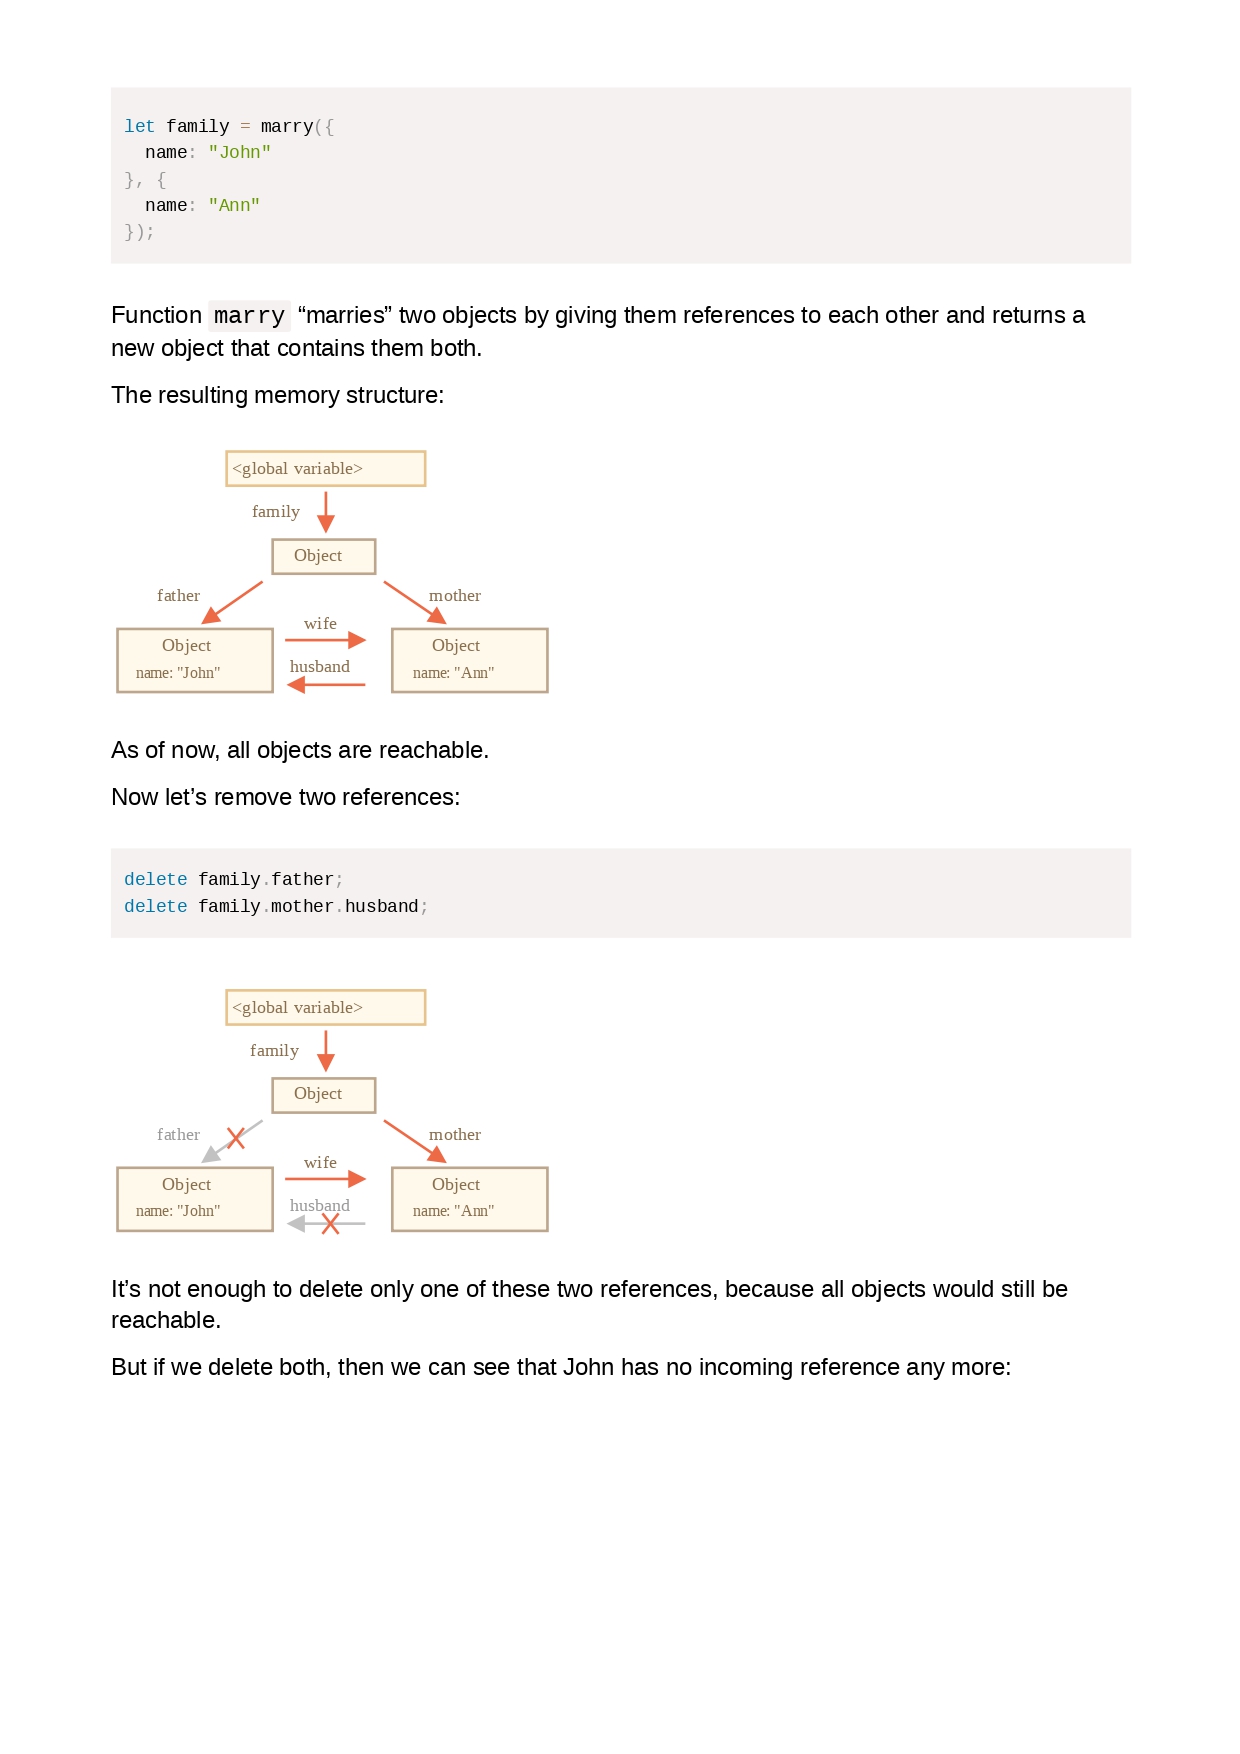 let family = marry({
  name: "John"
}, {
  name: "Ann"
});
Function marry “marries” two objects by giving them references to each other and returns a
new object that contains them both.
The resulting memory structure:
<global variable>
family
Object
father
mother
wife
Object
name: "John"
husband
Object
name: "Ann"
As of now, all objects are reachable.
Now let’s remove two references:
delete family.father;
delete family.mother.husband;
<global variable>
family
Object
father
mother
wife
Object
name: "John"
husband
Object
name: "Ann"
It’s not enough to delete only one of these two references, because all objects would still be
reachable.
But if we delete both, then we can see that John has no incoming reference any more: